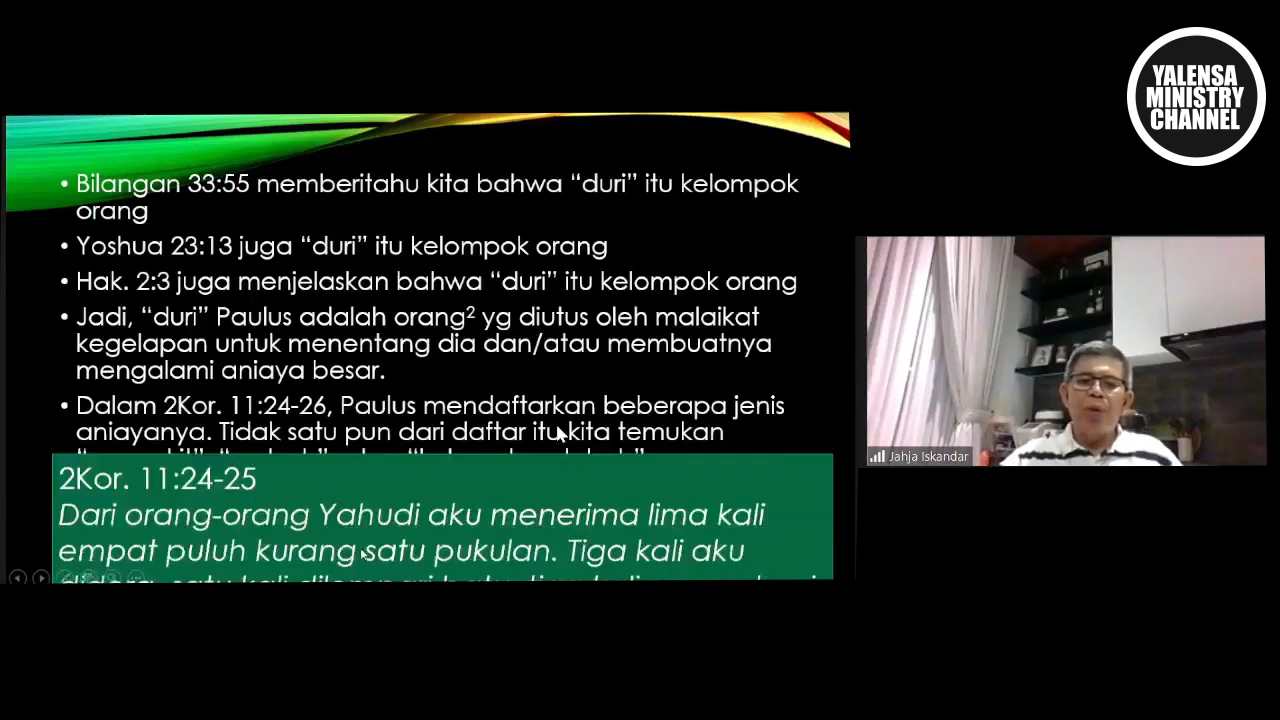 YALENSA
MINISTRY
CHANNEL
• Bilangan 33:55 memberitahu kita bahwa “duri” itu kelompok
orang
• Yoshua 23:13 juga “duri” itu kelompok orang
• Hak. 2:3 juga menjelaskan bahwa “duri” itu kelompok orang
• Jadi, “duri” Paulus adalah orang² yg diutus oleh malaikat
kegelapan untuk menentang dia dan/atau membuatnya
mengalami aniaya besar.
• Dalam 2Kor. 11:24-26, Paulus mendaftarkan beberapa jenis
aniayanya. Tidak satu pun dari daftar itu kita temukan
2Kor. 11:24-25
Dari orang-orang Yahudi aku menerima lima kali
empat puluh kurang satu pukulan. Tiga kali aku
Jahja Iskandar